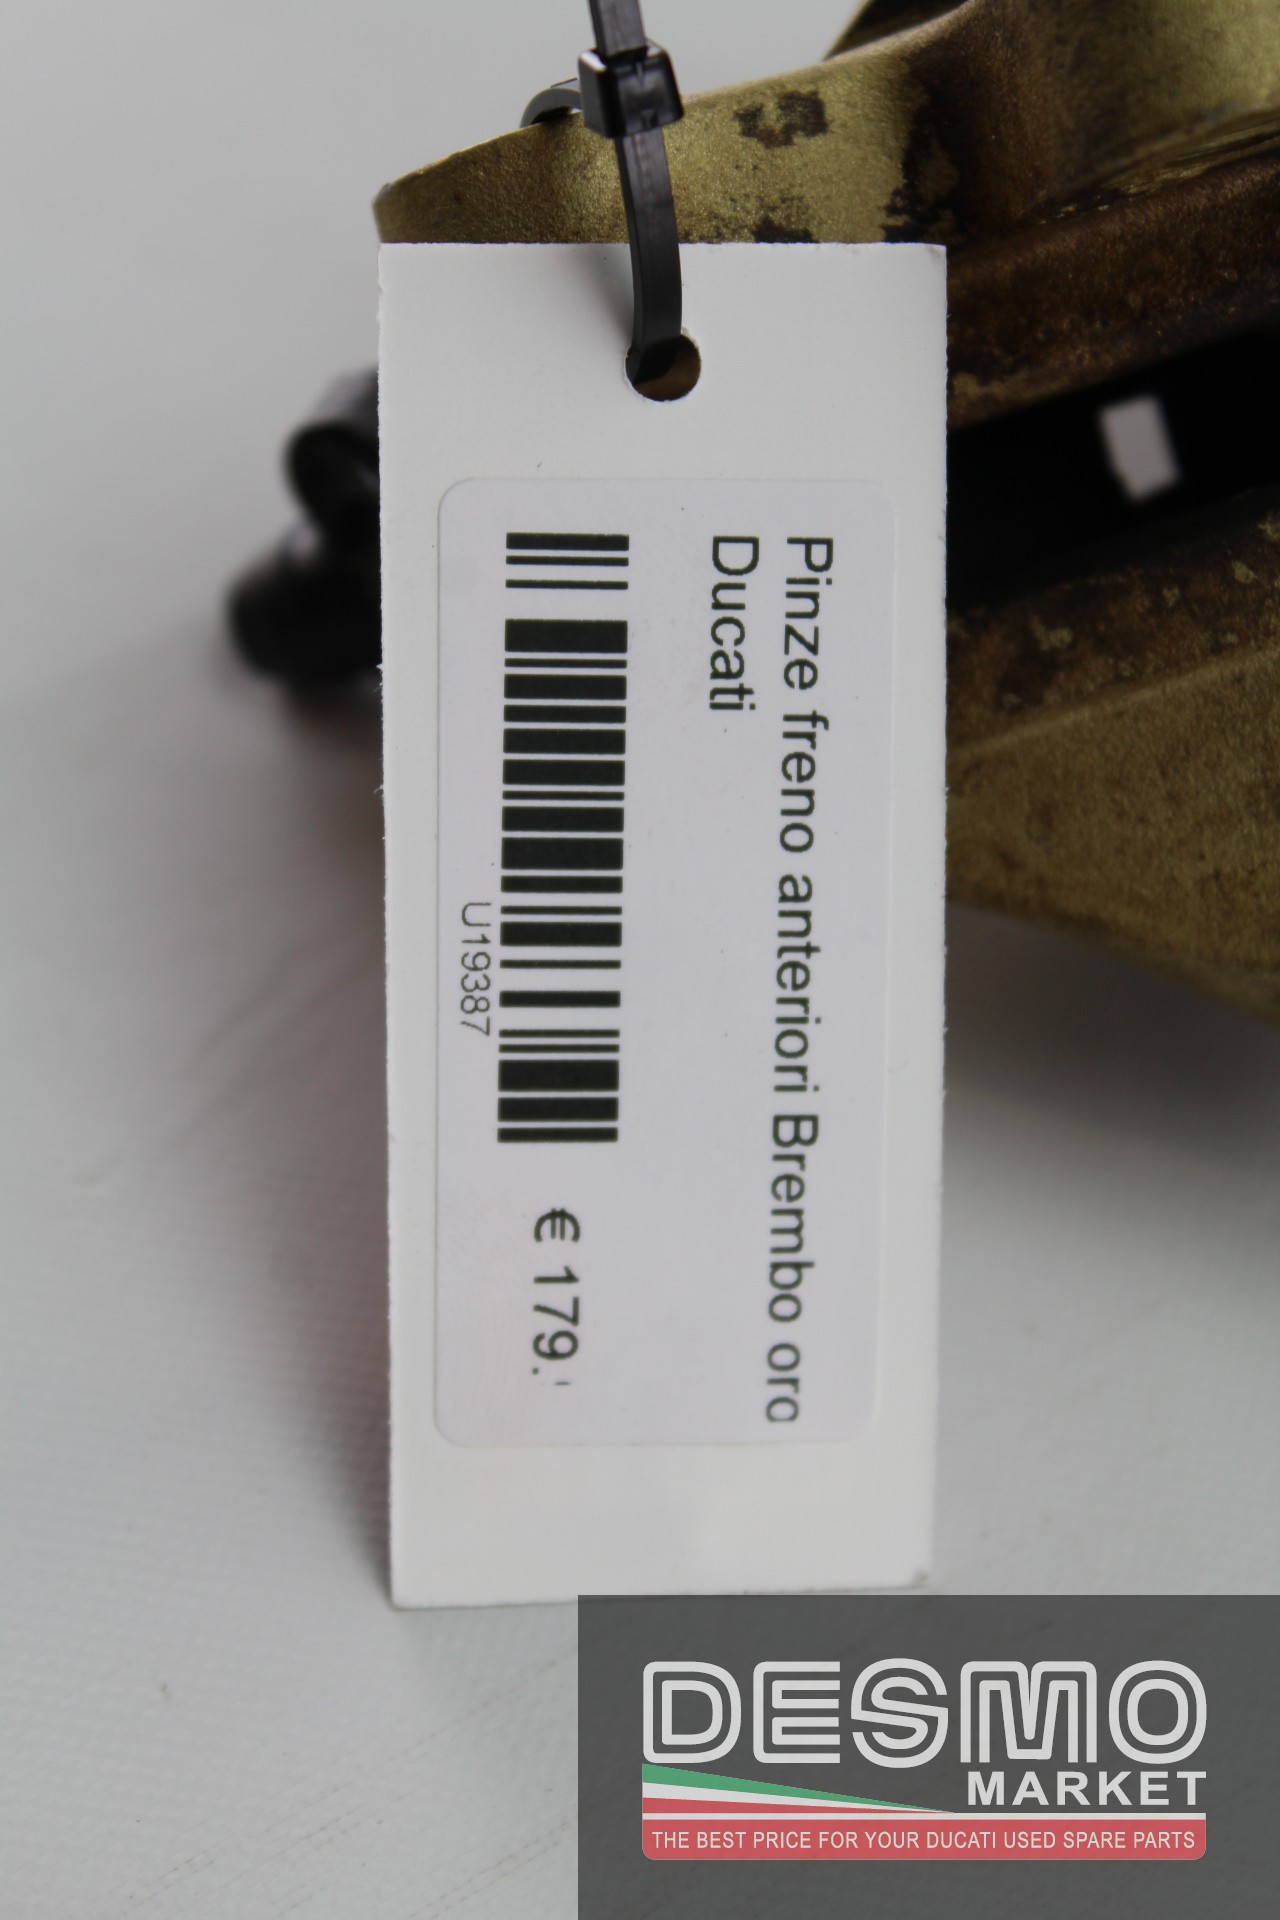 Pinze freno anteriori Brembo oro
Ducati
U19387
€ 179.
DESMO
MARKET
THE BEST PRICE FOR YOUR DUCATI USED SPARE PARTS